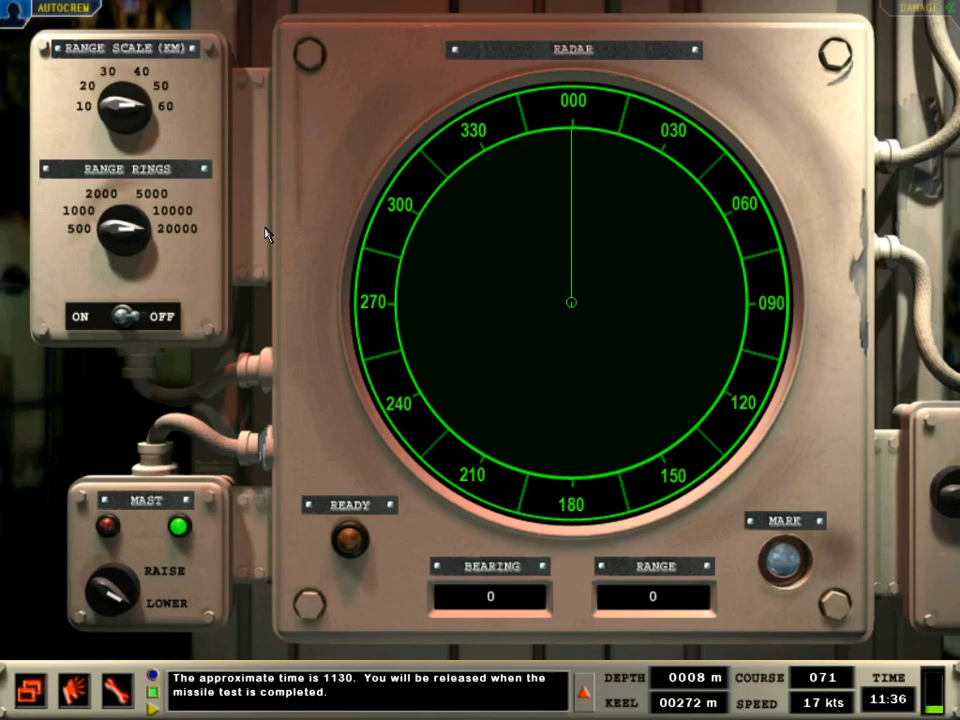 AUTOCREW
DAMAGE
RANGE SCALE (KM)
30 40
20 50
10 60
RANGE RINGS
2000 5000
1000 10000
500 20000
ON OFF
RADAR
000
330 030
300 060
270 090
240 120
210 150
180
MAST
RAISE
LOWER
READY
MARK
BEARING RANGE
0 0
The approximate time is 1130. You will be released when the
missile test is completed.
DEPTH 0008 m COURSE 071 TIME
KEEL 00272 m SPEED 17 kts 11:36